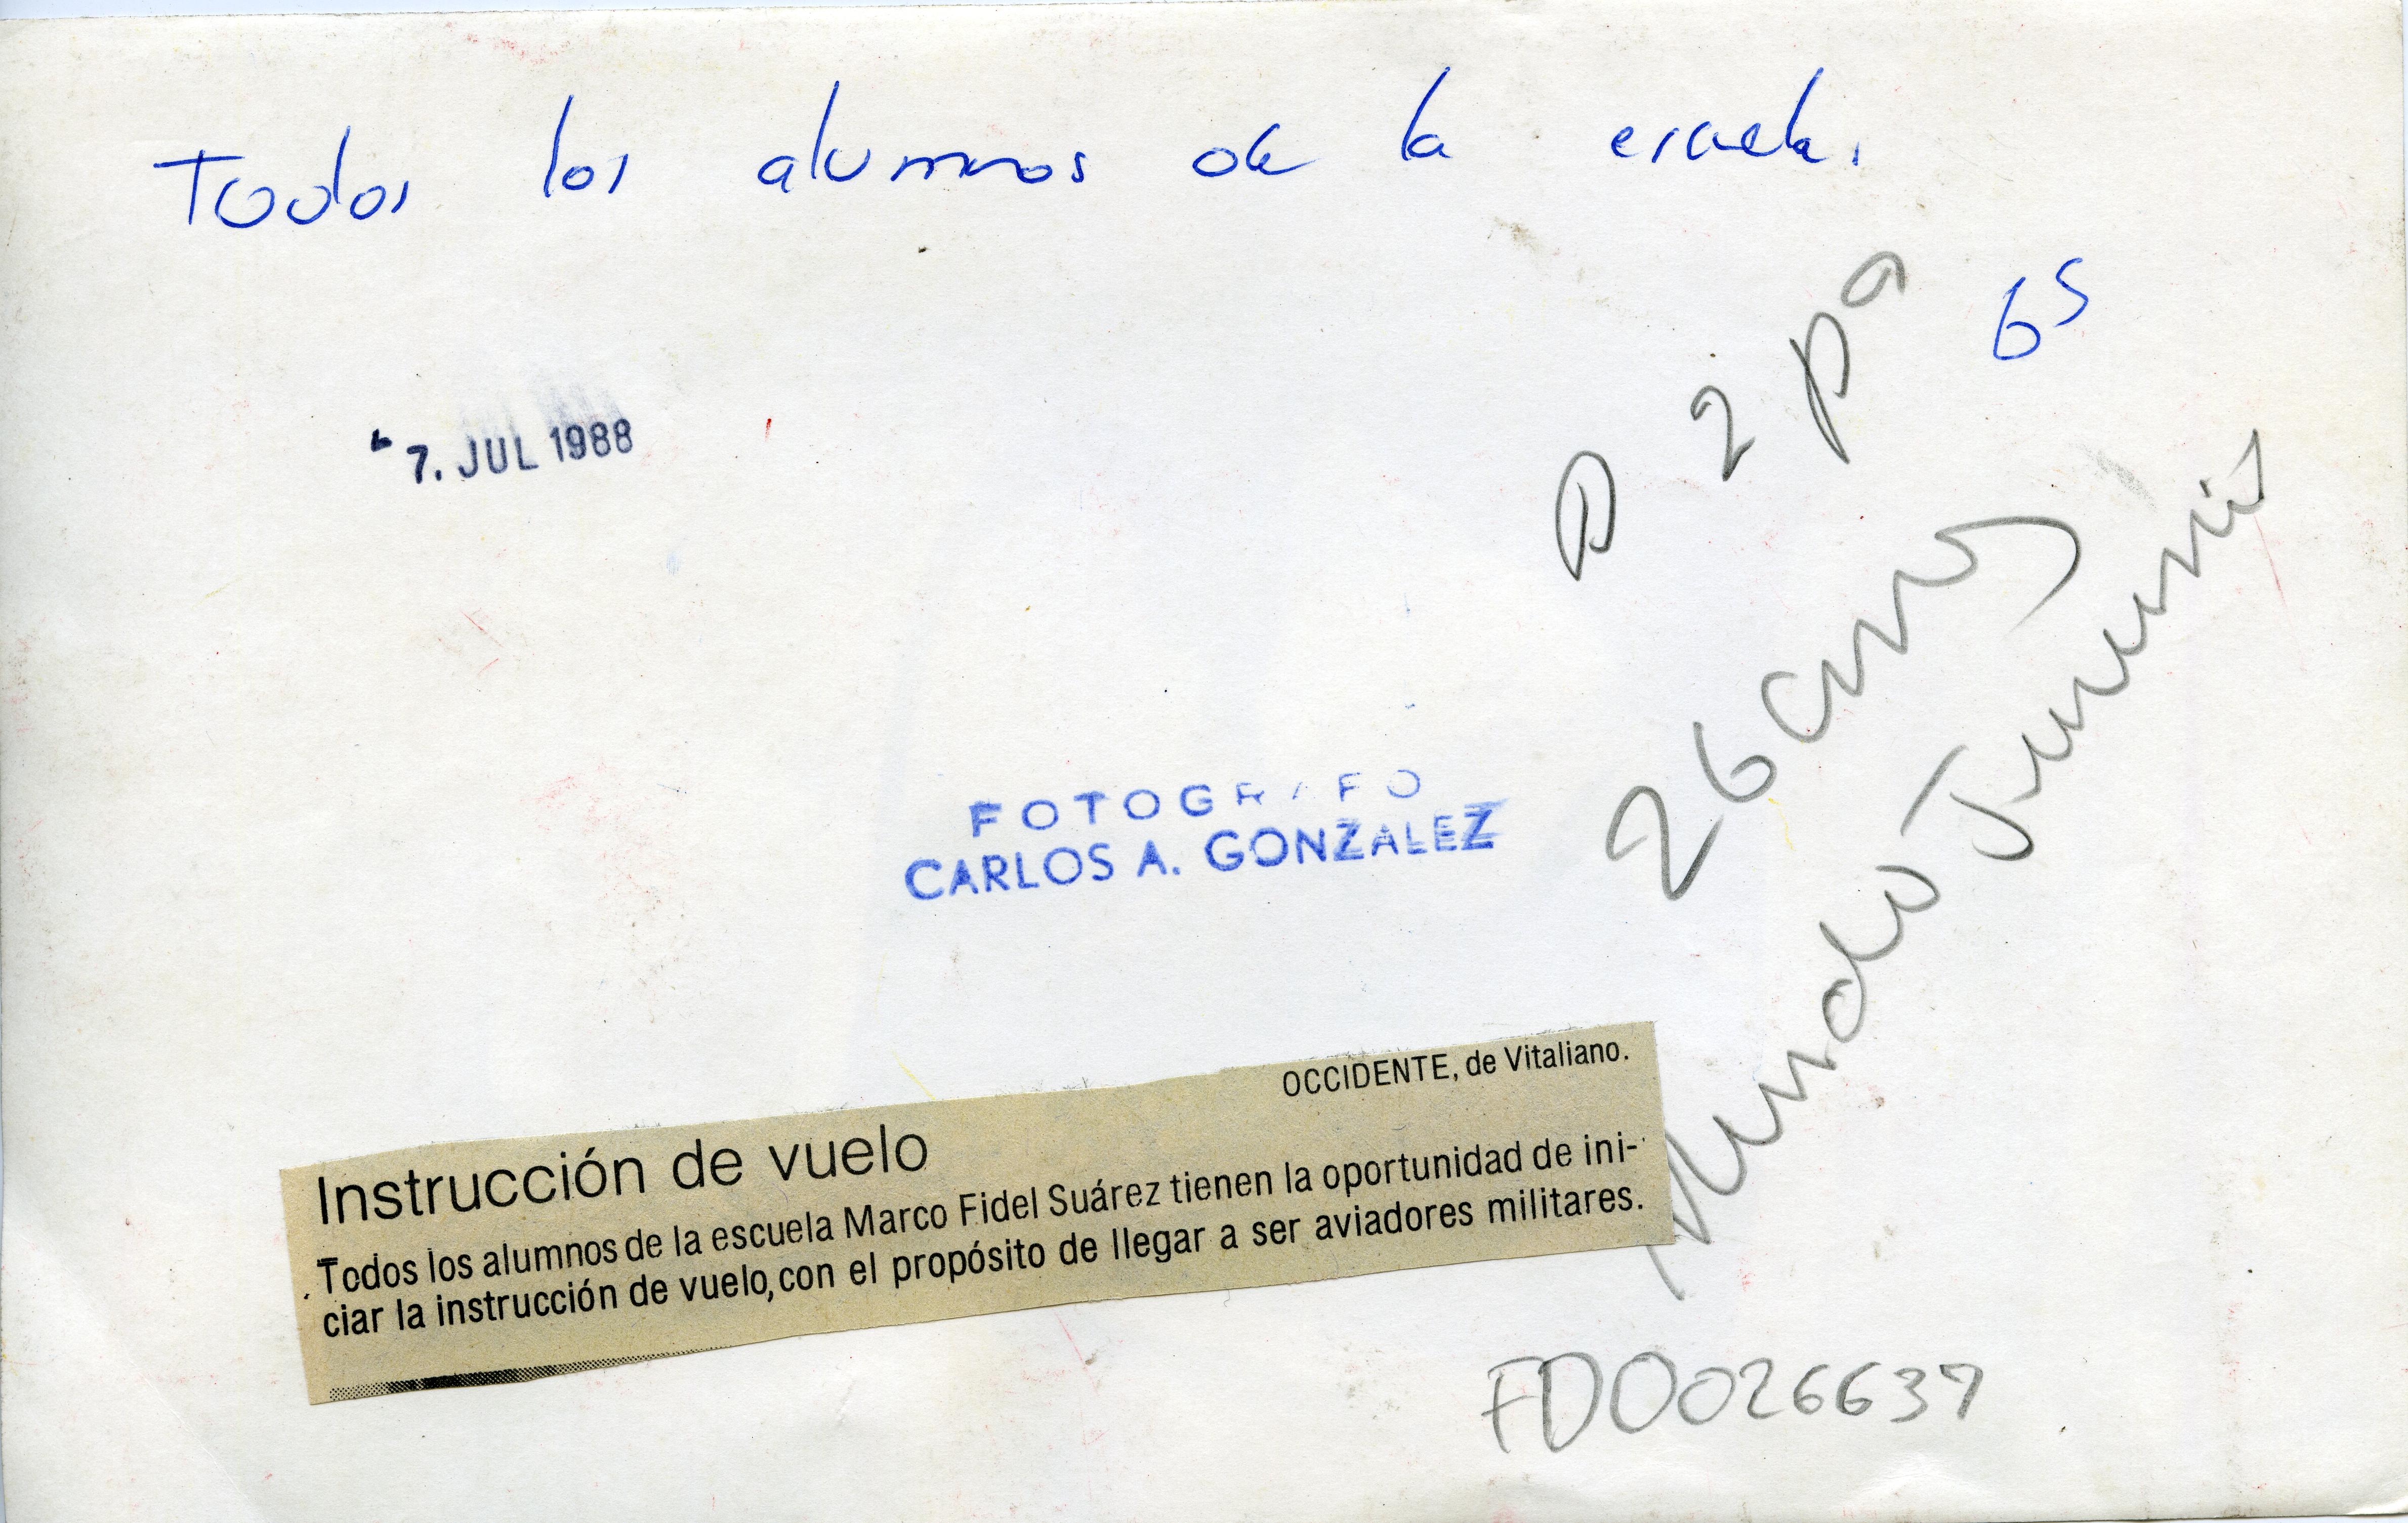 Todos los alumnos de la escuela.
65
D 2 pa
7. JUL 1988
26 cms
FOTOGRAFO
CARLOS A. GONZALEZ
OCCIDENTE, de Vitaliano.
Instrucción de vuelo
Todos los alumnos de la escuela Marco Fidel Suárez tienen la oportunidad de ini-
ciar la instrucción de vuelo, con el propósito de llegar a ser aviadores militares.
FD0026637